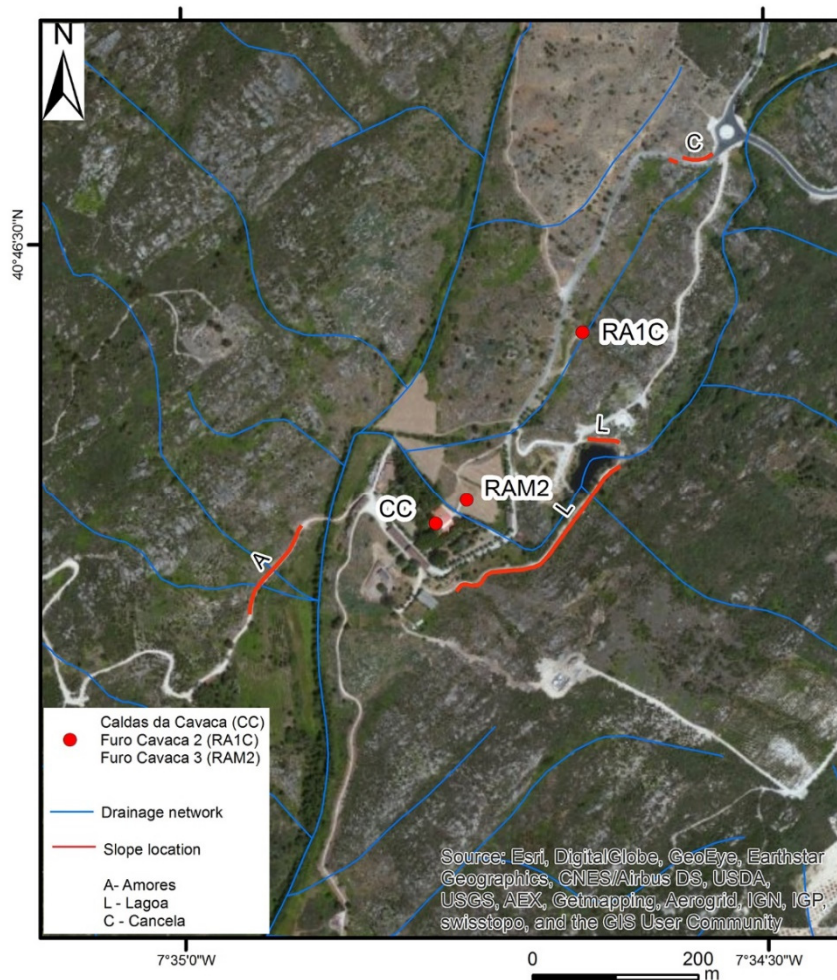 N
C
40°46'30"N
RA1C
L
RAM2
CC
L
A
Caldas da Cavaca (CC)
Furo Cavaca 2 (RA1C)
Furo Cavaca 3 (RAM2)
Drainage network
Slope location
A- Amores
L - Lagoa
C - Cancela
Source: Esri, DigitalGlobe, GeoEye, Earthstar
Geographics, CNES/Airbus DS, USDA,
USGS, AEX, Getmapping, Aerogrid, IGN, IGP,
swisstopo, and the GIS User Community
7°35'0"W
0
200
7°34'30"W
m